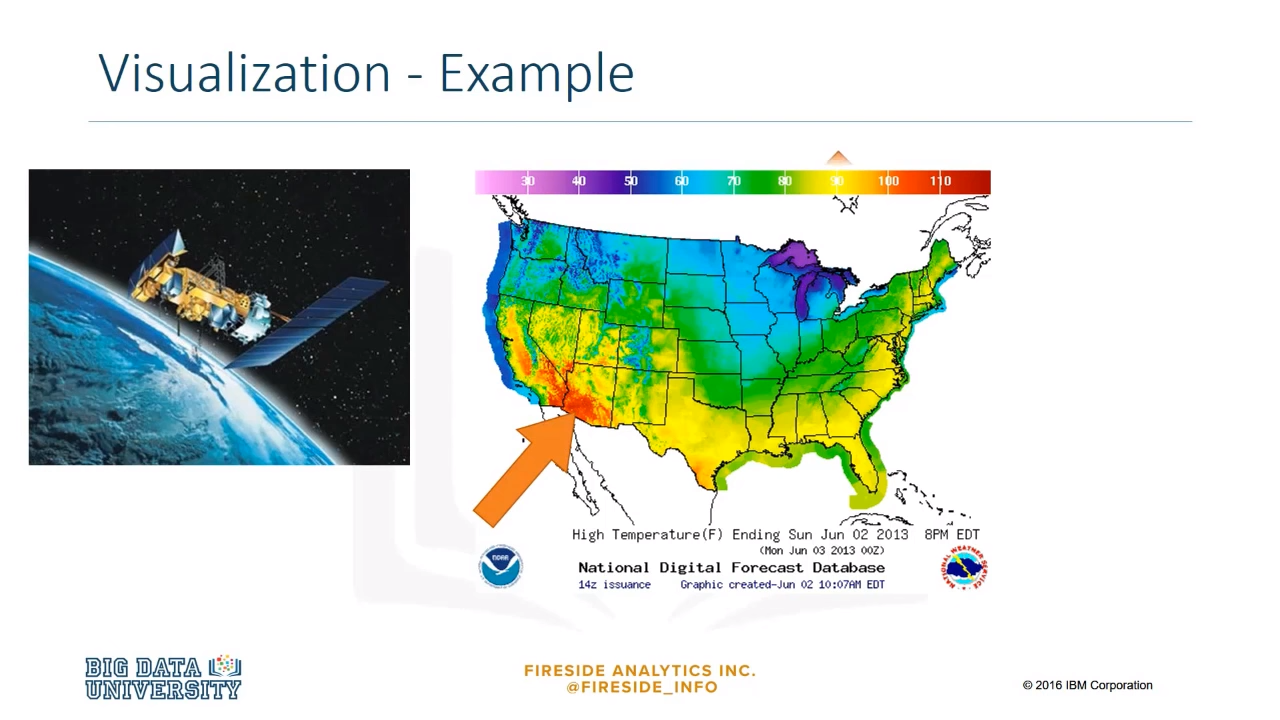 Visualization - Example
30 40 50 60 70 80 90 100 110
High Temperature(F) Ending Sun Jun 02 2013 8PM EDT
(Mon Jun 03 2013 00Z)
National Digital Forecast Database
14z issuance Graphic created-Jun 02 10:07AM EDT
NOAA
NATIONAL WEATHER SERVICE
BIG DATA
UNIVERSITY
FIRESIDE ANALYTICS INC.
@FIRESIDE_INFO
© 2016 IBM Corporation